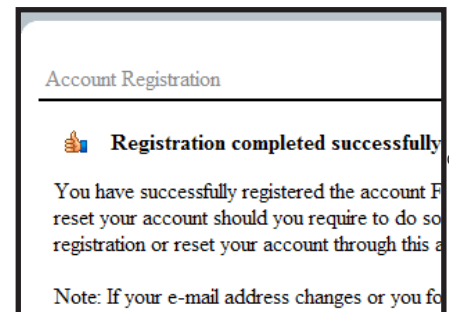 Account Registration
Registration completed successfully
You have successfully registered the account
reset your account should you require to do so
registration or reset your account through this
Note: If your e-mail address changes or you